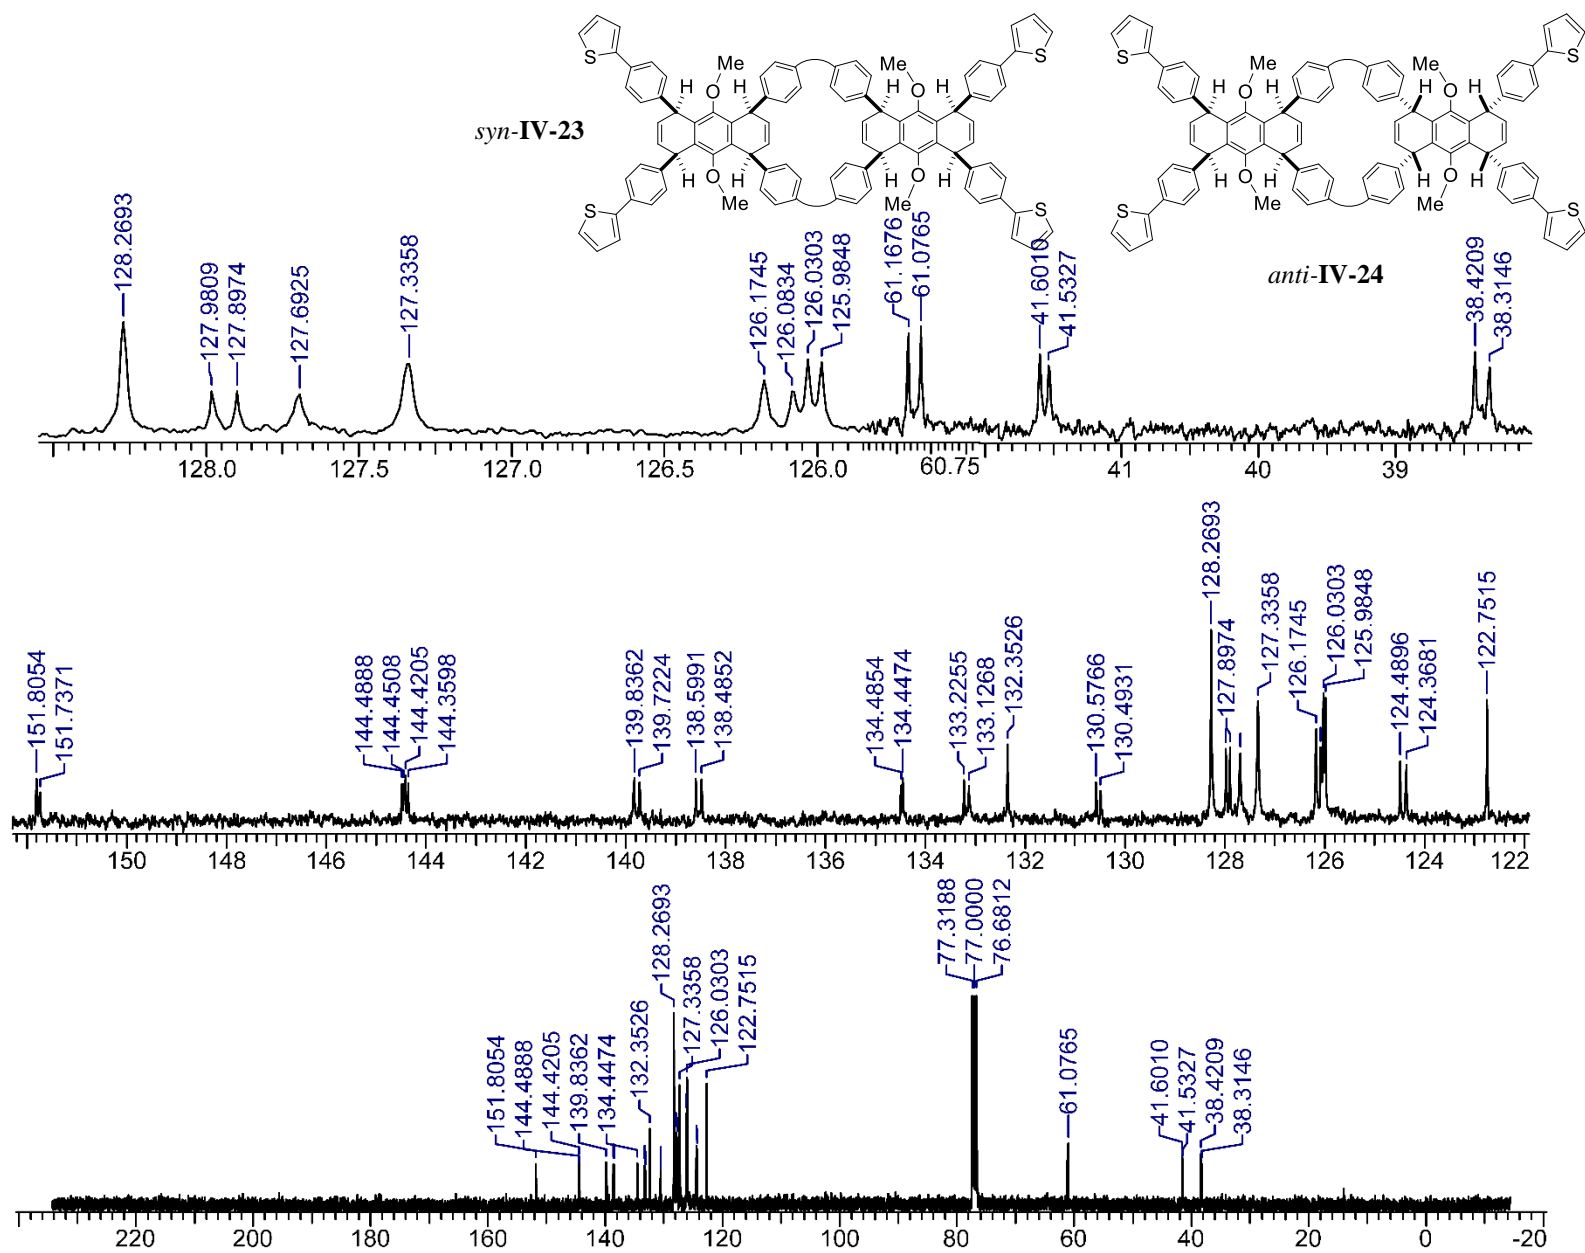 S
S
S
S
Me
O
H
H
H
H
O
Me
Me
O
H
H
H
H
O
Me
S
S
S
S
Me
O
H
H
H
H
O
Me
Me
O
H
H
H
H
O
Me
syn-IV-23
anti-IV-24
128.2693
127.9809
127.8974
127.6925
127.3358
126.1745
126.0834
126.0303
125.9848
61.1676
61.0765
41.6010
41.5327
38.4209
38.3146
128.0 127.5 127.0 126.5 126.0 60.75 41 40 39
151.8054
151.7371
144.4888
144.4508
144.4205
144.3598
139.8362
139.7224
138.5991
138.4852
134.4854
134.4474
133.2255
133.1268
132.3526
130.5766
130.4931
128.2693
127.8974
127.3358
126.1745
126.0303
125.9848
124.4896
124.3681
122.7515
150 148 146 144 142 140 138 136 134 132 130 128 126 124 122
151.8054
144.4888
144.4205
139.8362
134.4474
132.3526
128.2693
127.3358
126.0303
122.7515
77.3188
77.0000
76.6812
61.0765
41.6010
41.5327
38.4209
38.3146
220 200 180 160 140 120 100 80 60 40 20 0 -20